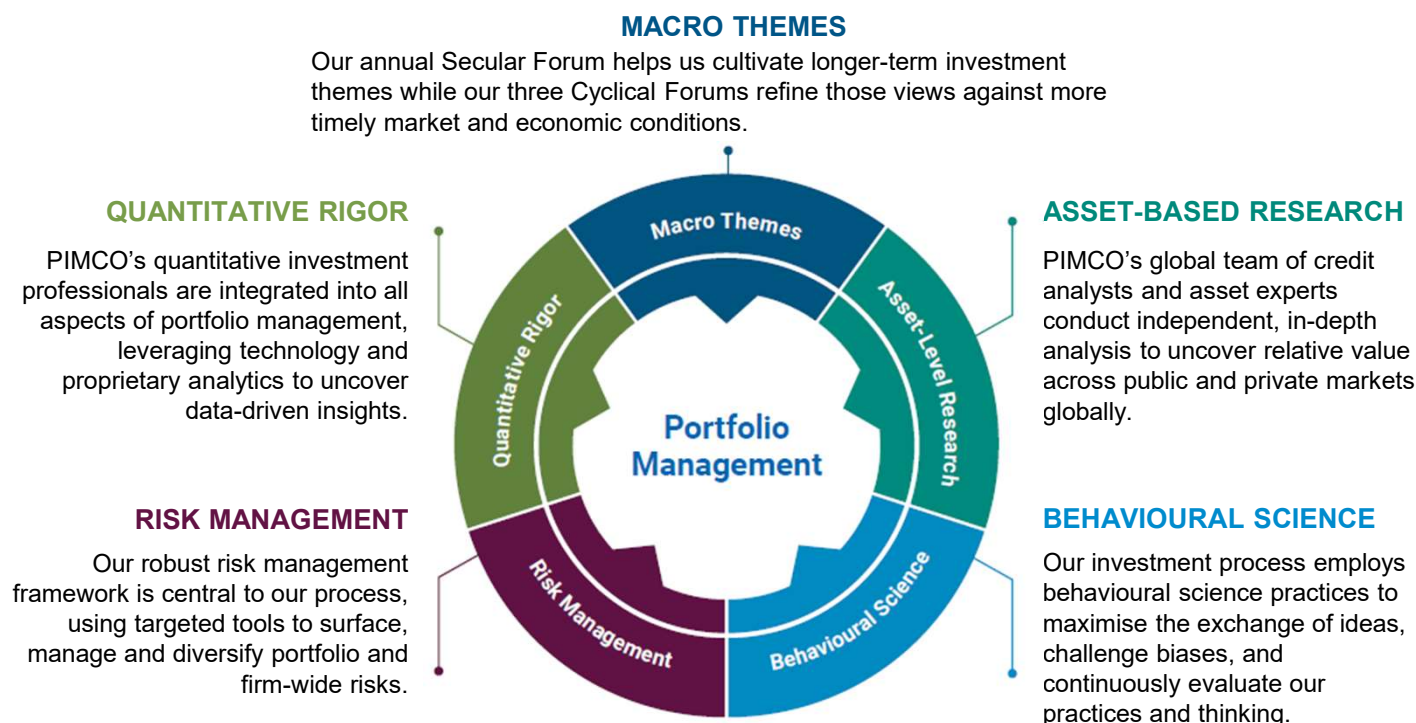 MACRO THEMES
Our annual Secular Forum helps us cultivate longer-term investment
themes while our three Cyclical Forums refine those views against more
timely market and economic conditions.
QUANTITATIVE RIGOR
PIMCO’s quantitative investment
professionals are integrated into all
aspects of portfolio management,
leveraging technology and
proprietary analytics to uncover
data-driven insights.
Macro Themes
Quantitative Rigor
Asset-Level Research
Portfolio
Management
Risk Management
Behavioural Science
ASSET-BASED RESEARCH
PIMCO’s global team of credit
analysts and asset experts
conduct independent, in-depth
analysis to uncover relative value
across public and private markets
globally.
RISK MANAGEMENT
Our robust risk management
framework is central to our process,
using targeted tools to surface,
manage and diversify portfolio and
firm-wide risks.
BEHAVIOURAL SCIENCE
Our investment process employs
behavioural science practices to
maximise the exchange of ideas,
challenge biases, and
continuously evaluate our
practices and thinking.